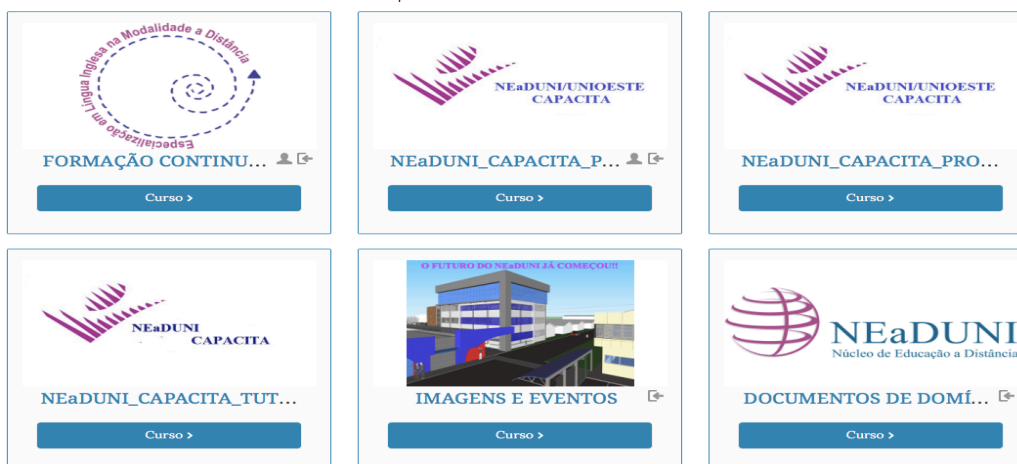 Especialização em Língua Inglesa na Modalidade a Distância
FORMAÇÃO CONTINU...
Curso >
NEaDUNI/UNIOESTE
CAPACITA
NEaDUNI_CAPACITA_P...
Curso >
NEaDUNI/UNIOESTE
CAPACITA
NEaDUNI_CAPACITA_PRO...
Curso >
NEaDUNI
CAPACITA
NEaDUNI_CAPACITA_TUT...
Curso >
O FUTURO DO NEaDUNI JÁ COMEÇOU!!!
IMAGENS E EVENTOS
Curso >
NEaDUNI
Núcleo de Educação a Distância
DOCUMENTOS DE DOMÍ...
Curso >